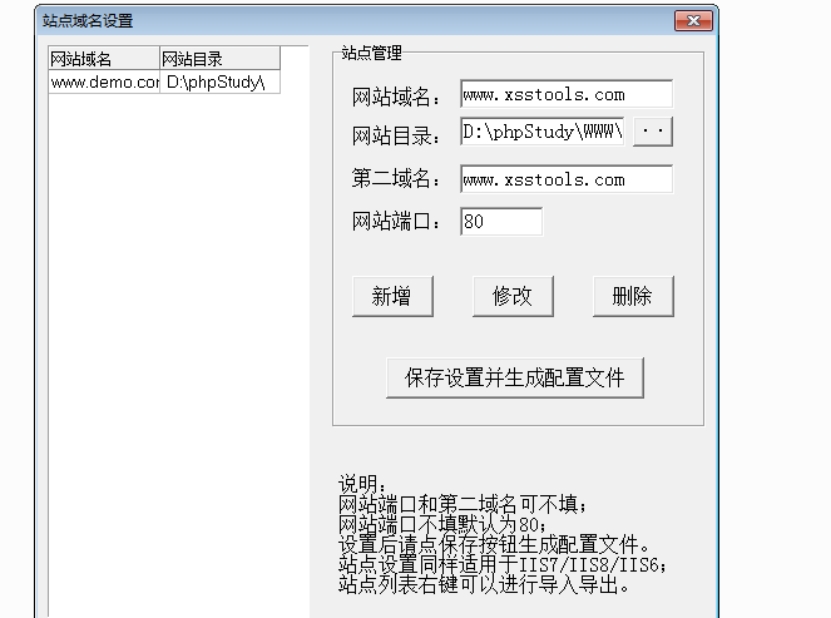 站点域名设置
网站域名 网站目录
www.demo.cor D:\phpStudy\
站点管理
网站域名： www.xsstools.com
网站目录： D:\phpStudy\WWW\ ··
第二域名： www.xsstools.com
网站端口： 80
新增 修改 删除
保存设置并生成配置文件
说明：
网站端口和第二域名可不填；
网站端口不填默认为80；
设置后请点保存按钮生成配置文件。
站点设置同样适用于IIS7/IIS8/IIS6；
站点列表右键可以进行导入导出。